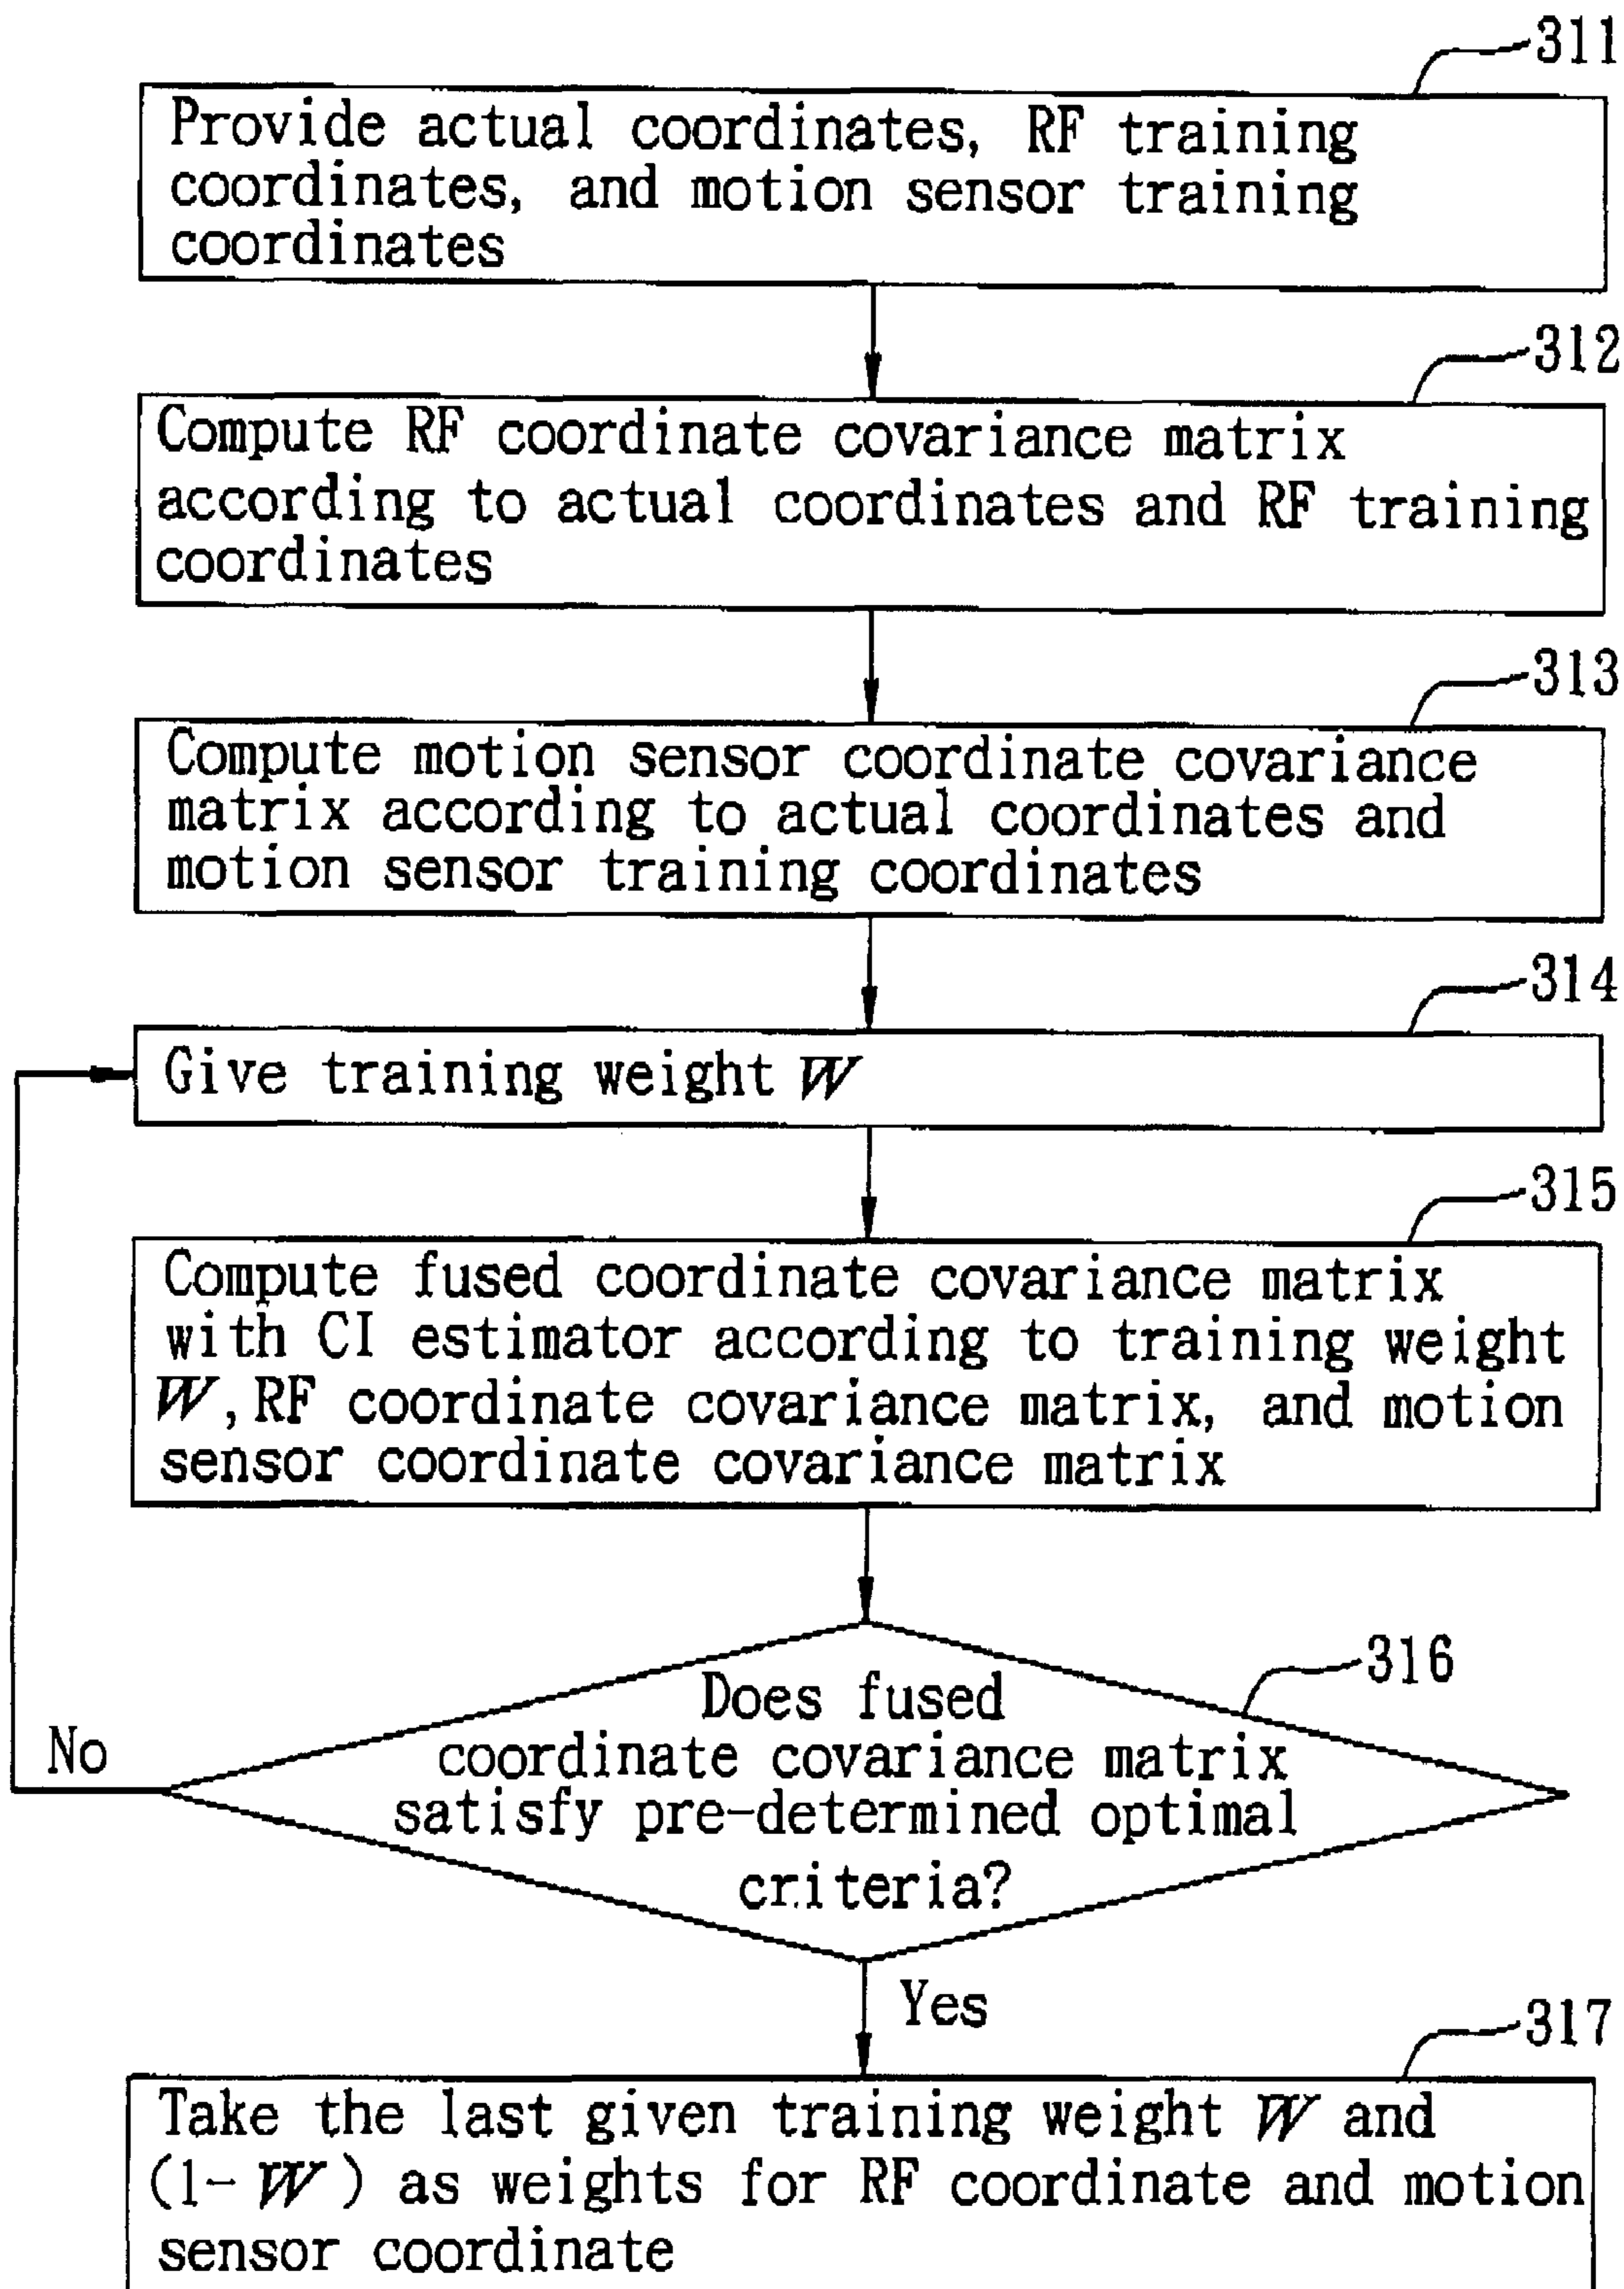 311
Provide actual coordinates, RF training
coordinates, and motion sensor training
coordinates
312
Compute RF coordinate covariance matrix
according to actual coordinates and RF training
coordinates
313
Compute motion sensor coordinate covariance
matrix according to actual coordinates and
motion sensor training coordinates
314
Give training weight W
315
Compute fused coordinate covariance matrix
with CI estimator according to training weight
W, RF coordinate covariance matrix, and motion
sensor coordinate covariance matrix
316
Does fused
coordinate covariance matrix
satisfy pre-determined optimal
criteria?
No
Yes
317
Take the last given training weight W and
(1- W ) as weights for RF coordinate and motion
sensor coordinate